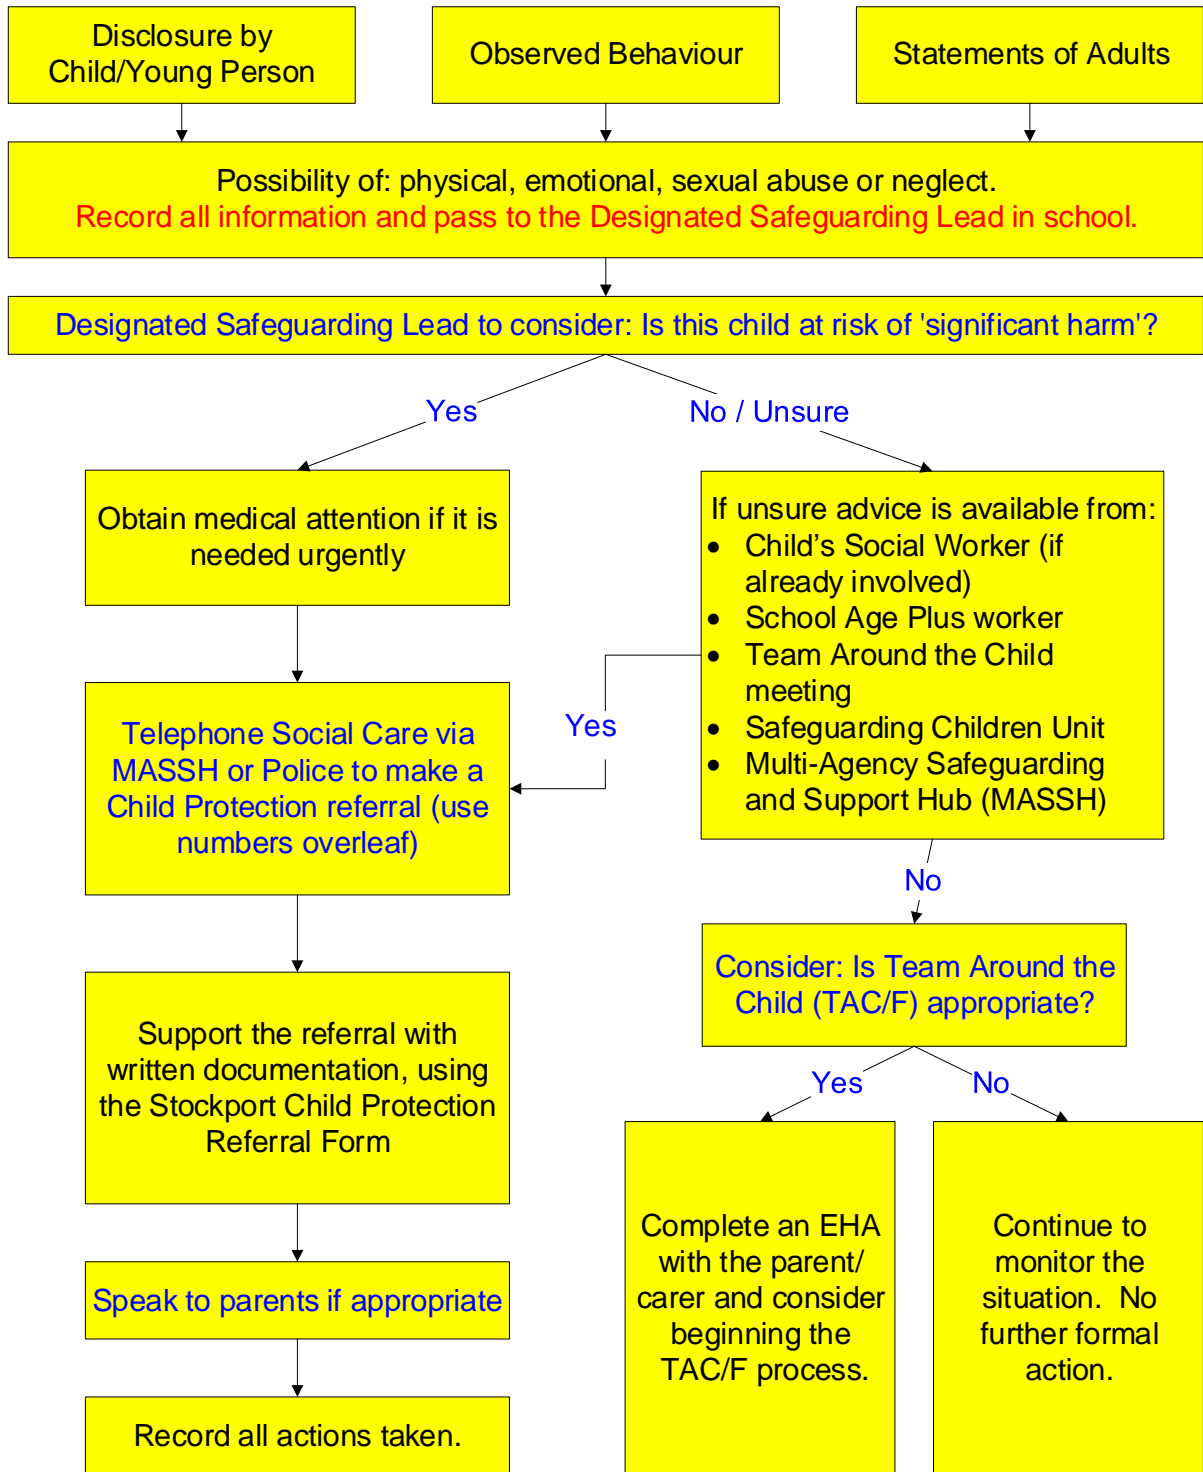 Disclosure by
Child/Young Person
Observed Behaviour
Statements of Adults
Possibility of: physical, emotional, sexual abuse or neglect.
Record all information and pass to the Designated Safeguarding Lead in school.
Designated Safeguarding Lead to consider: Is this child at risk of 'significant harm'?
Yes
No / Unsure
Obtain medical attention if it is
needed urgently
If unsure advice is available from:
• Child’s Social Worker (if
already involved)
• School Age Plus worker
• Team Around the Child
meeting
• Safeguarding Children Unit
• Multi-Agency Safeguarding
and Support Hub (MASSH)
Yes
Telephone Social Care via
MASSH or Police to make a
Child Protection referral (use
numbers overleaf)
No
Consider: Is Team Around the
Child (TAC/F) appropriate?
Support the referral with
written documentation, using
the Stockport Child Protection
Referral Form
Yes
No
Complete an EHA
with the parent/
carer and consider
beginning the
TAC/F process.
Continue to
monitor the
situation.  No
further formal
action.
Speak to parents if appropriate
Record all actions taken.